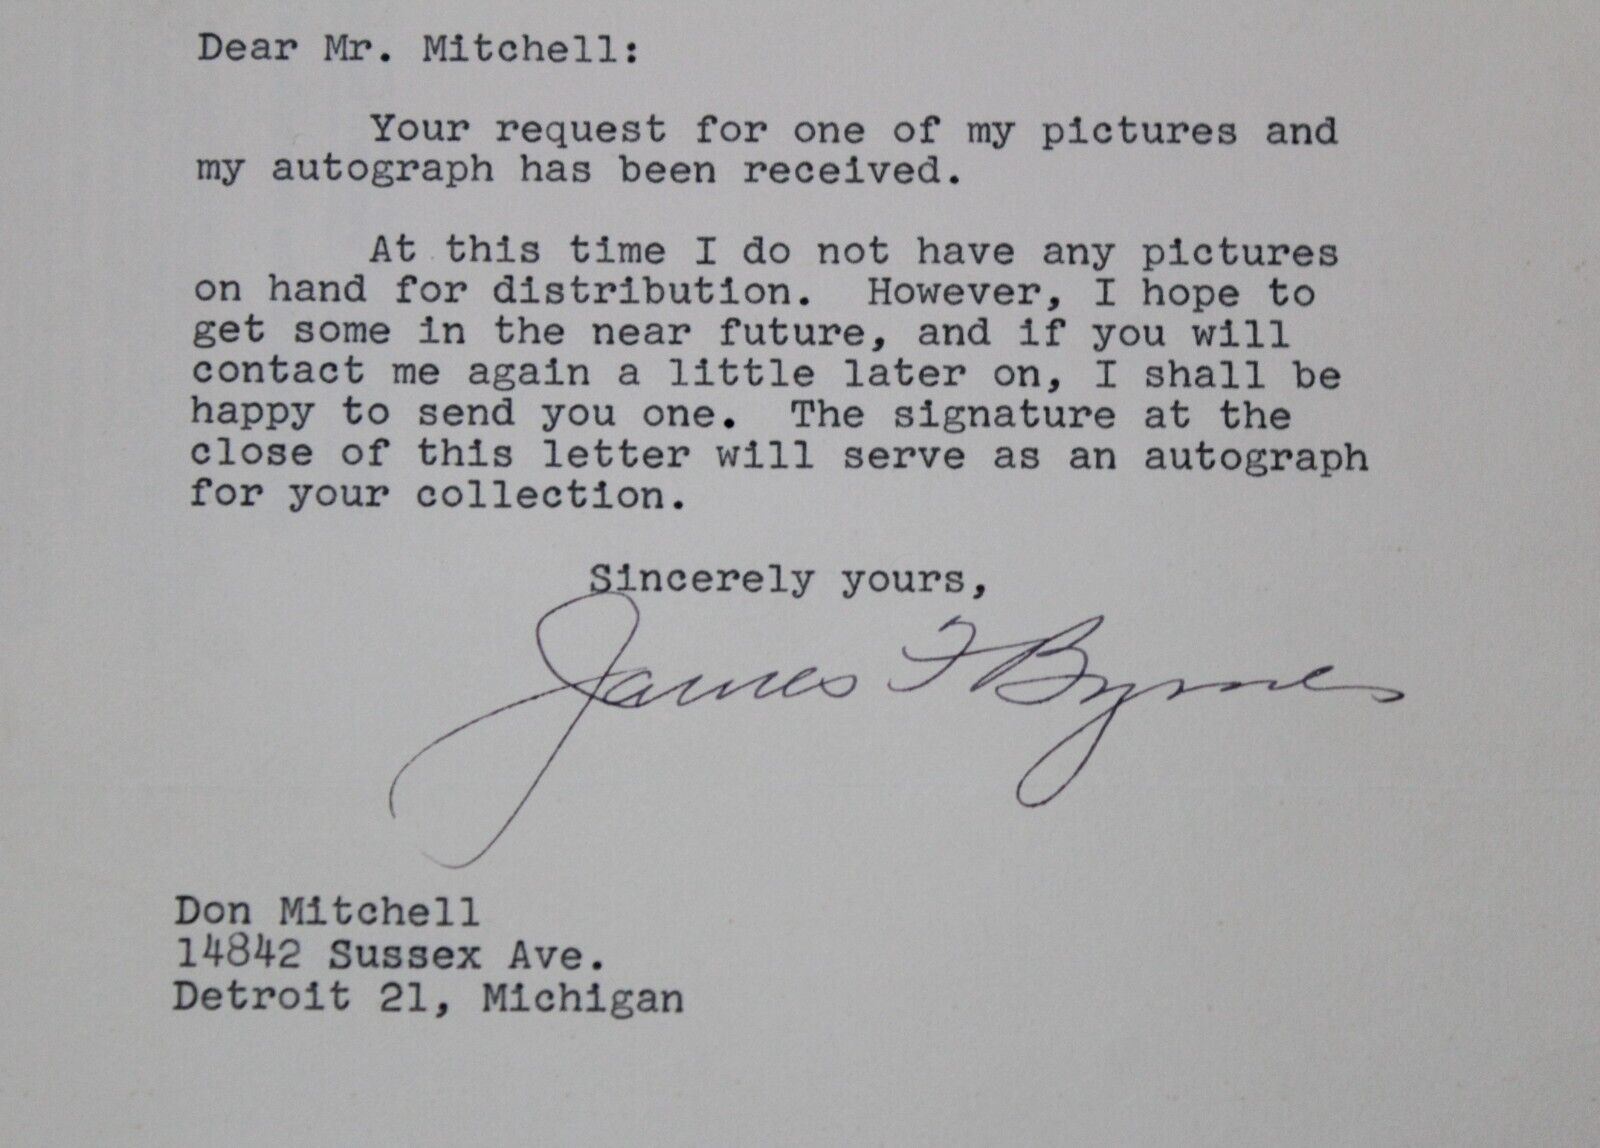 Dear Mr. Mitchell:
Your request for one of my pictures and
my autograph has been received.
At this time I do not have any pictures
on hand for distribution. However, I hope to
get some in the near future, and if you will
contact me again a little later on, I shall be
happy to send you one. The signature at the
close of this letter will serve as an autograph
for your collection.
Sincerely yours,
James F Byrnes
Don Mitchell
14842 Sussex Ave.
Detroit 21, Michigan